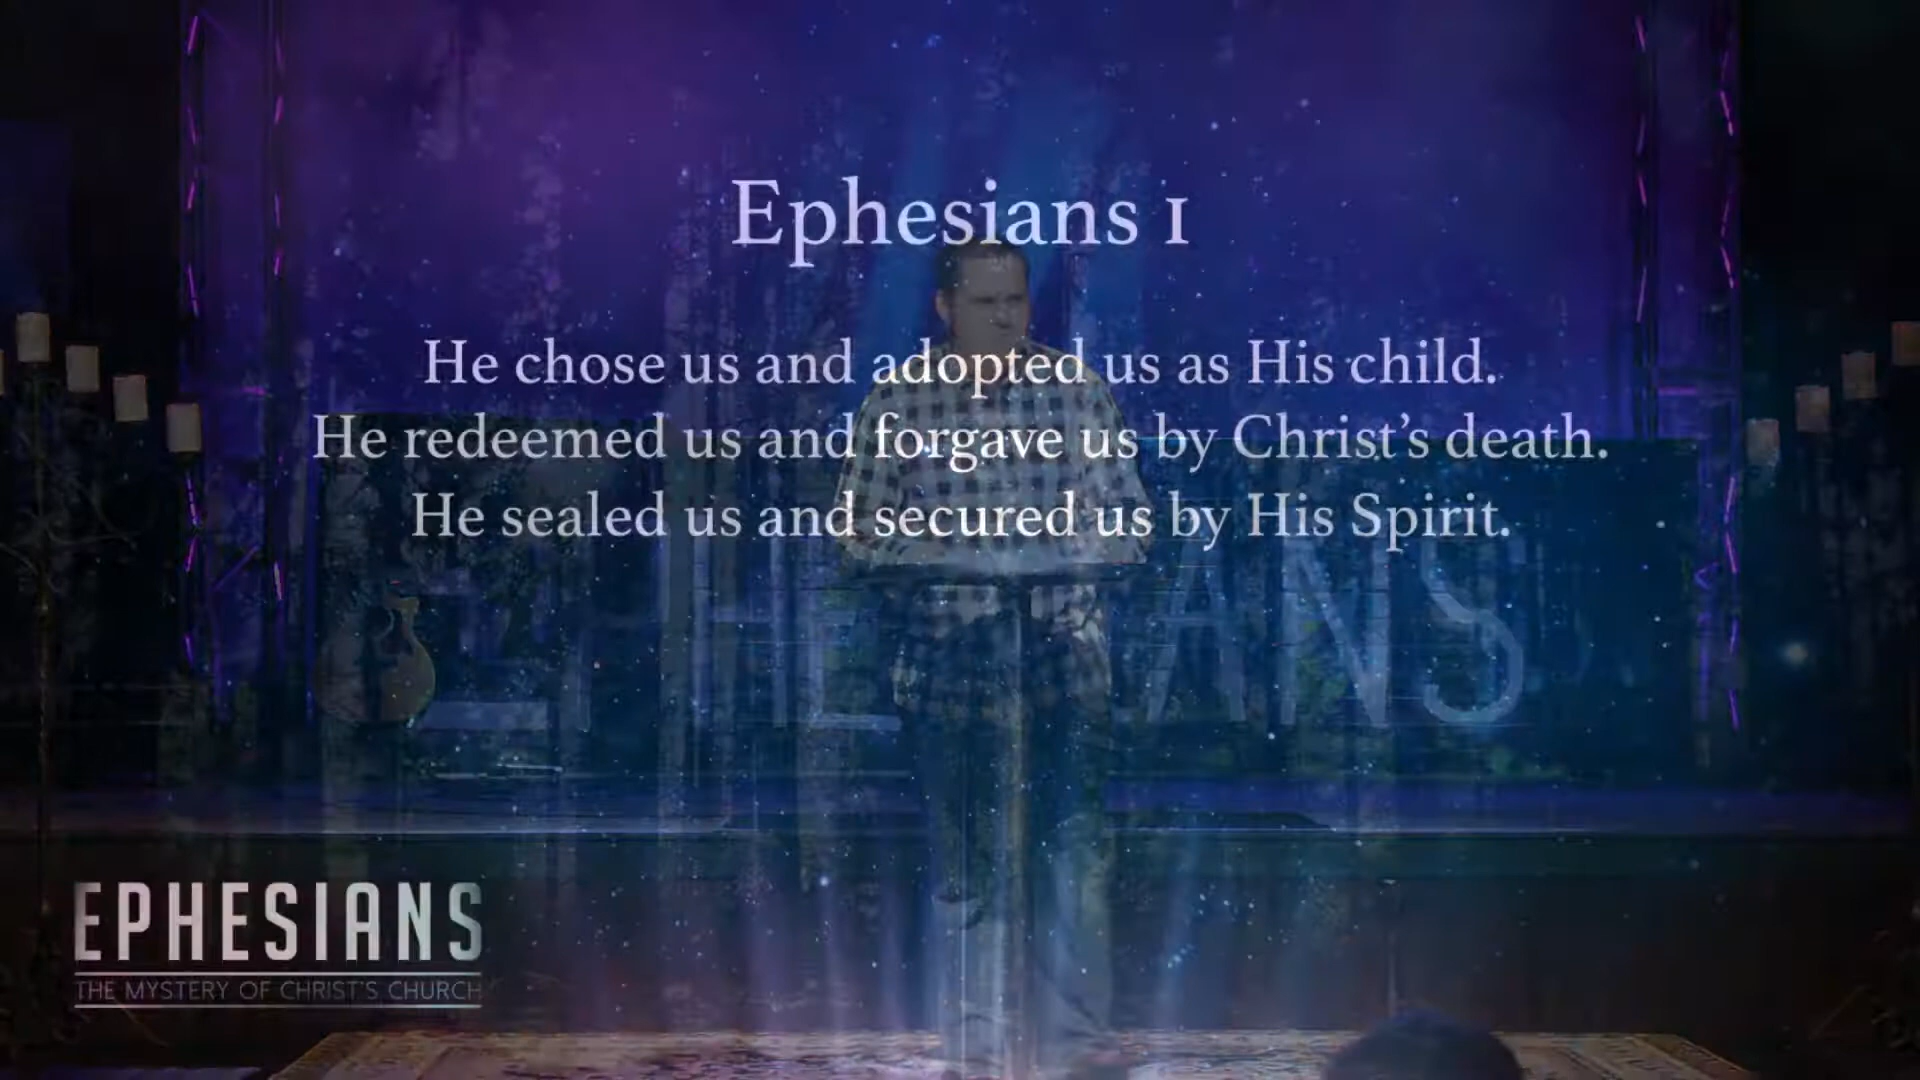 Ephesians 1
He chose us and adopted us as His child.
He redeemed us and forgave us by Christ's death.
He sealed us and secured us by His Spirit.
EPHESIANS
EPHESIANS
THE MYSTERY OF CHRIST'S CHURCH